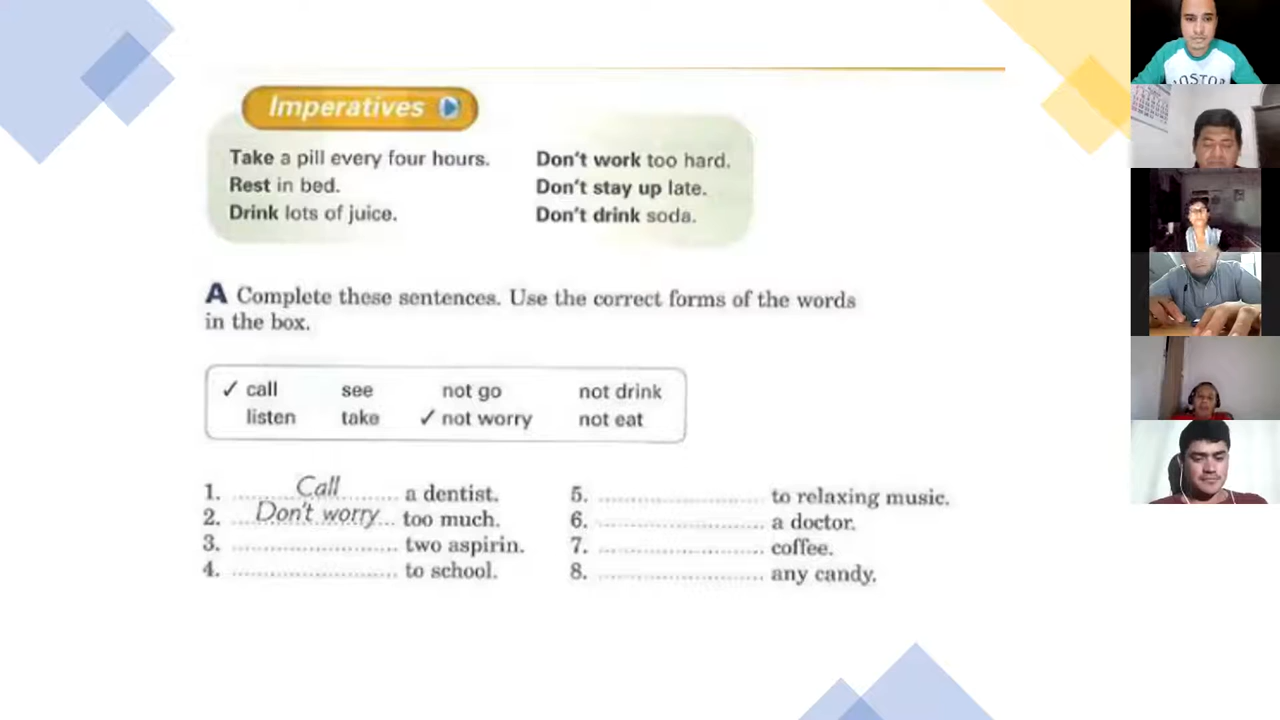 Imperatives
Take a pill every four hours.
Rest in bed.
Drink lots of juice.
Don't work too hard.
Don't stay up late.
Don't drink soda.
A Complete these sentences. Use the correct forms of the words
in the box.
✓ call see not go not drink
listen take ✓ not worry not eat
1. Call a dentist.
2. Don't worry too much.
3. .............................. two aspirin.
4. .............................. to school.
5. .............................. to relaxing music.
6. .............................. a doctor.
7. .............................. coffee.
8. .............................. any candy.